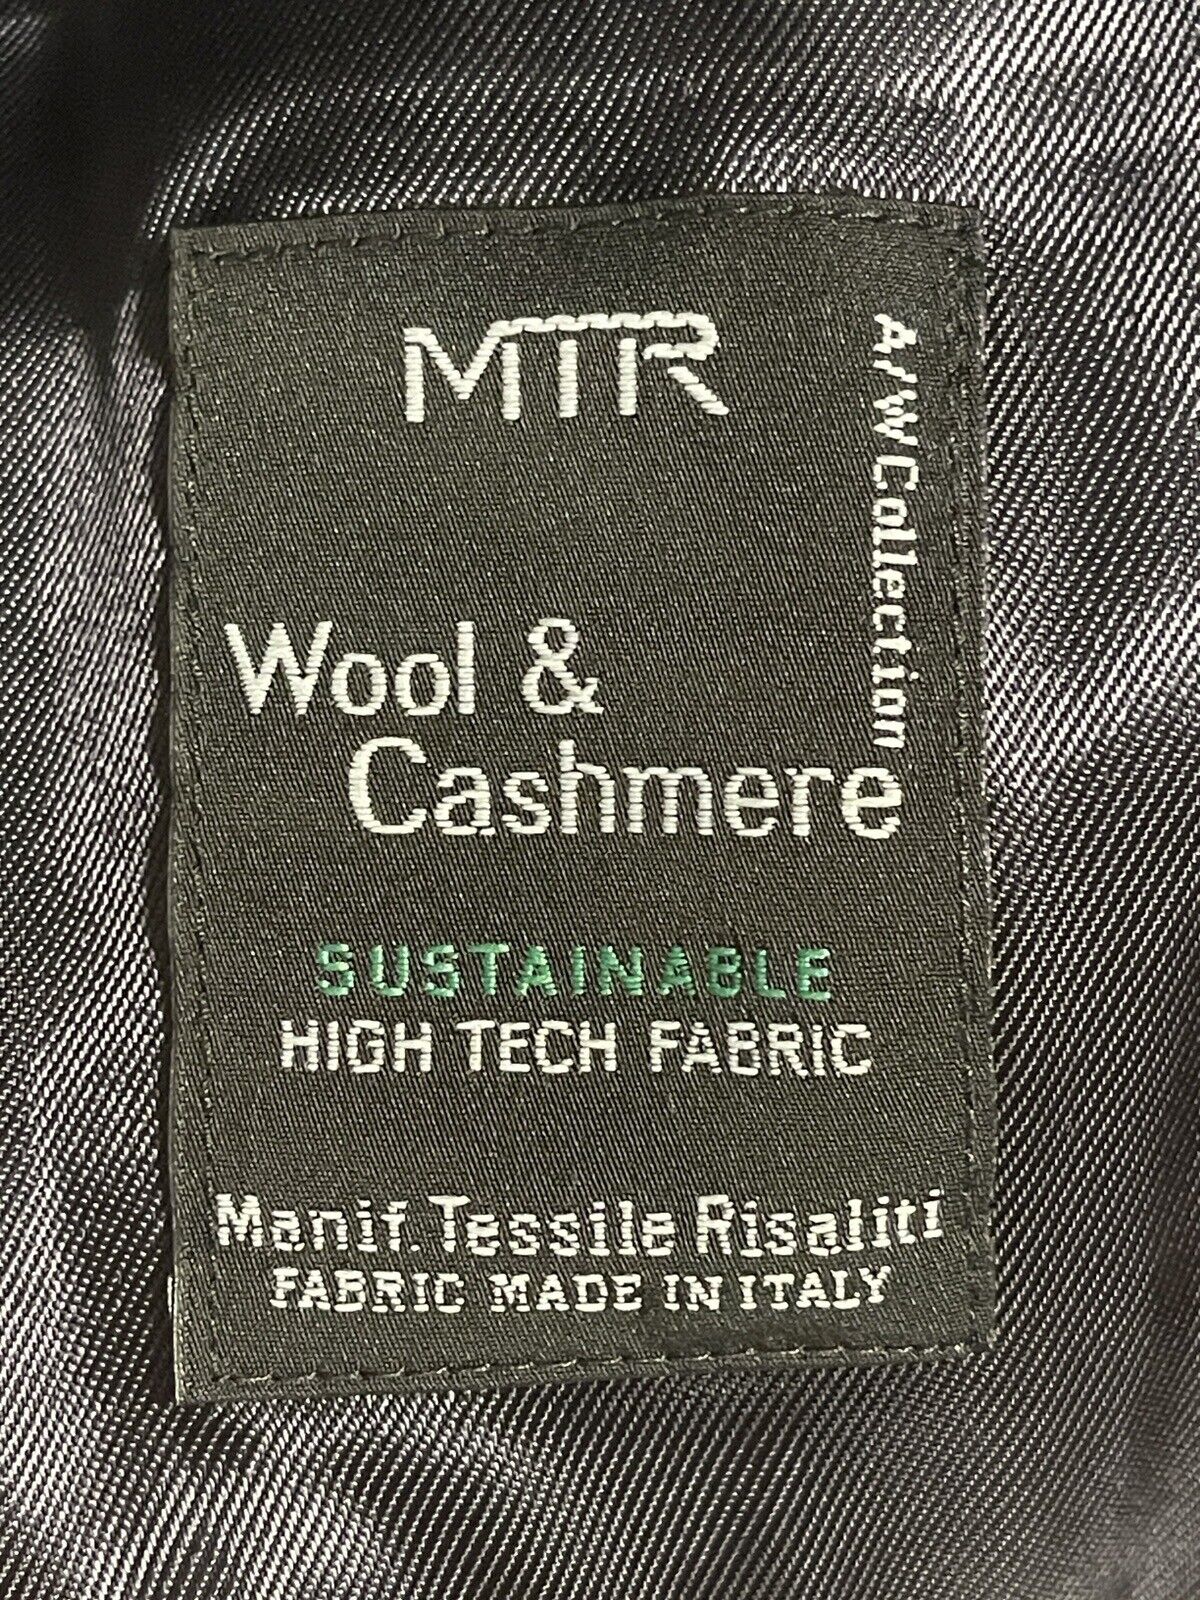 MTR
A/W Collection
Wool &
Cashmere
SUSTAINABLE
HIGH TECH FABRIC
Manif. Tessile Risaliti
FABRIC MADE IN ITALY